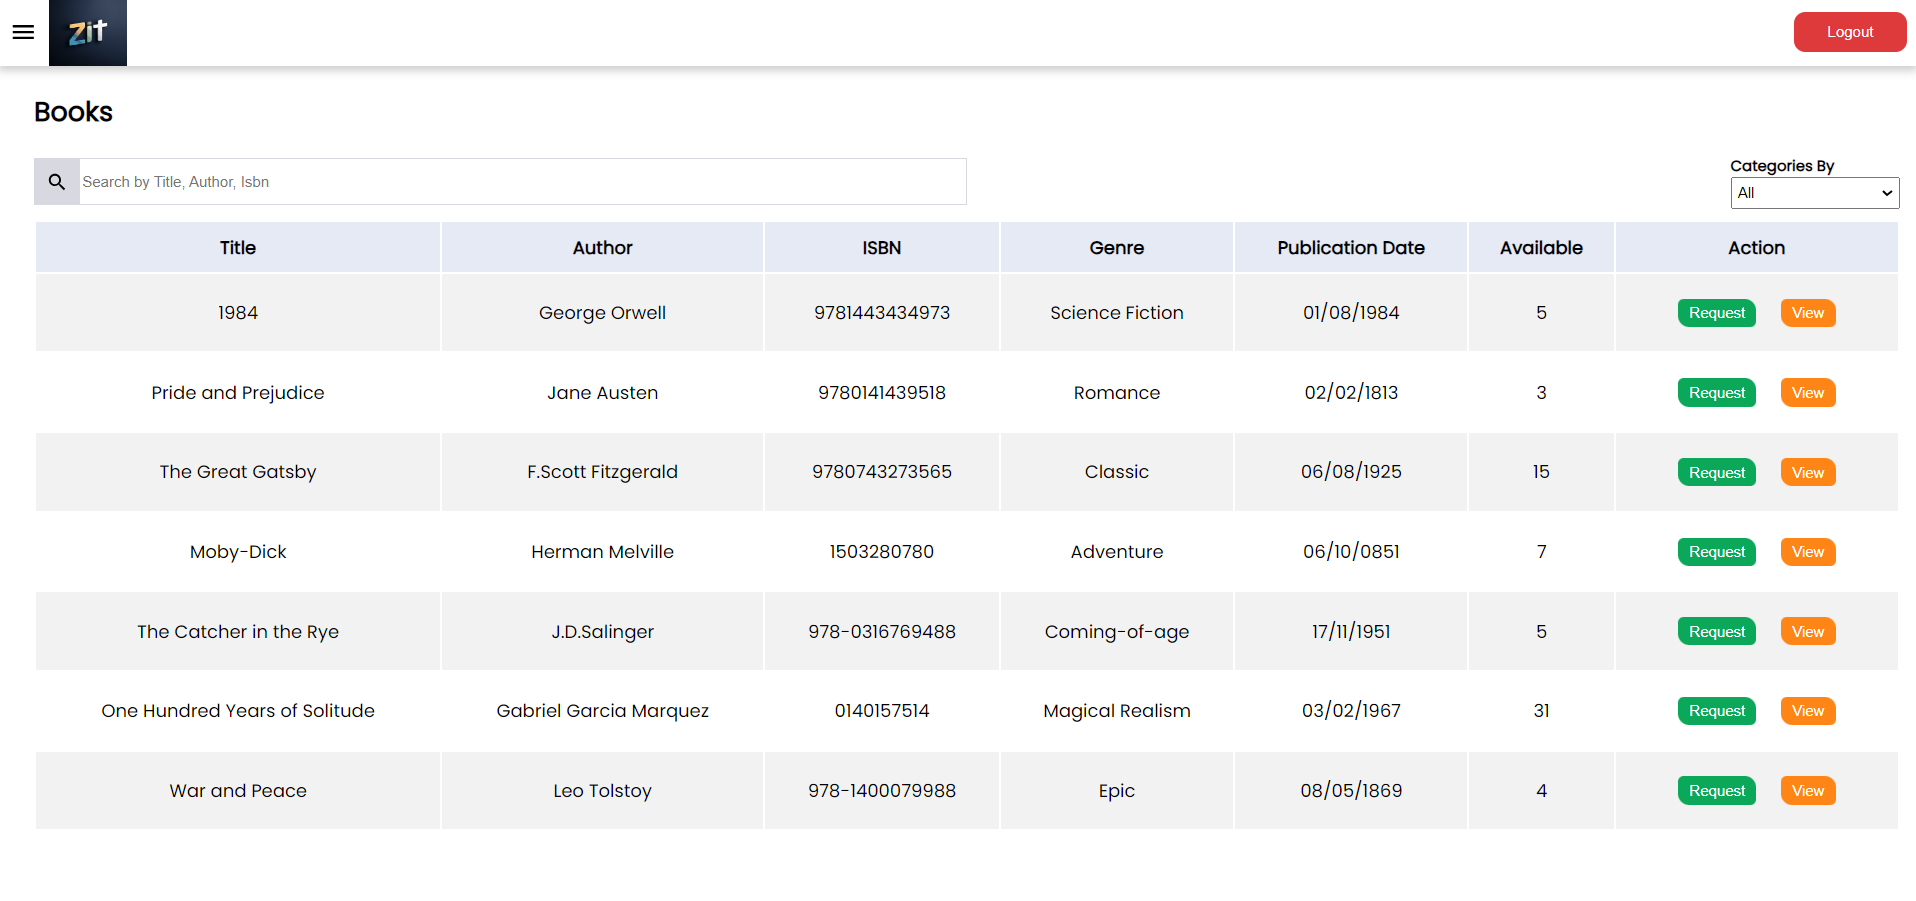 Zit
Logout
Books
Search by Title, Author, Isbn
Categories By
All
Title Author ISBN Genre Publication Date Available Action
1984 George Orwell 9781443434973 Science Fiction 01/08/1984 5 Request View
Pride and Prejudice Jane Austen 9780141439518 Romance 02/02/1813 3 Request View
The Great Gatsby F.Scott Fitzgerald 9780743273565 Classic 06/08/1925 15 Request View
Moby-Dick Herman Melville 1503280780 Adventure 06/10/0851 7 Request View
The Catcher in the Rye J.D.Salinger 978-0316769488 Coming-of-age 17/11/1951 5 Request View
One Hundred Years of Solitude Gabriel Garcia Marquez 0140157514 Magical Realism 03/02/1967 31 Request View
War and Peace Leo Tolstoy 978-1400079988 Epic 08/05/1869 4 Request View